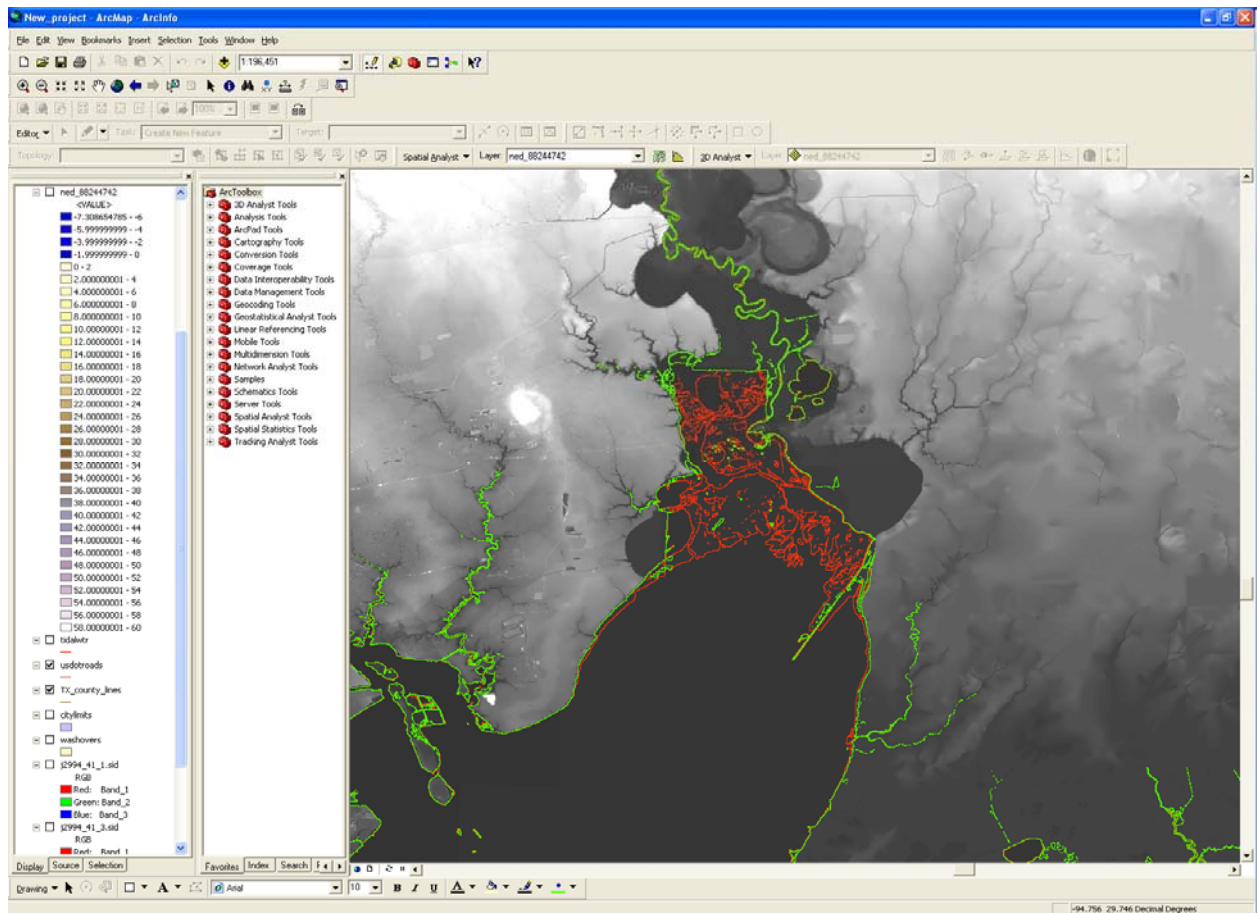 New_project - ArcMap - ArcInfo
File Edit View Bookmarks Insert Selection Tools Window Help
1:196,451
100%
Editor Task: Create New Feature Target:
Topology: Spatial Analyst Layer: ned_88244742 3D Analyst Layer: ned_88244742
ned_88244742
<VALUE>
-7.308654785 - -6
-5.999999999 - -4
-3.999999999 - -2
-1.999999999 - 0
0 - 2
2.000000001 - 4
4.000000001 - 6
6.000000001 - 8
8.000000001 - 10
10.00000001 - 12
12.00000001 - 14
14.00000001 - 16
16.00000001 - 18
18.00000001 - 20
20.00000001 - 22
22.00000001 - 24
24.00000001 - 26
26.00000001 - 28
28.00000001 - 30
30.00000001 - 32
32.00000001 - 34
34.00000001 - 36
36.00000001 - 38
38.00000001 - 40
40.00000001 - 42
42.00000001 - 44
44.00000001 - 46
46.00000001 - 48
48.00000001 - 50
50.00000001 - 52
52.00000001 - 54
54.00000001 - 56
56.00000001 - 58
58.00000001 - 60
tidalwtr
usdotroads
TX_county_lines
citylimits
washovers
j2994_41_1.sid
RGB
Red: Band_1
Green: Band_2
Blue: Band_3
j2994_41_3.sid
RGB
Red: Band_1
Display Source Selection
ArcToolbox
3D Analyst Tools
Analysis Tools
ArcPad Tools
Cartography Tools
Conversion Tools
Coverage Tools
Data Interoperability Tools
Data Management Tools
Geocoding Tools
Geostatistical Analyst Tools
Linear Referencing Tools
Mobile Tools
Multidimension Tools
Network Analyst Tools
Samples
Schematics Tools
Server Tools
Spatial Analyst Tools
Spatial Statistics Tools
Tracking Analyst Tools
Favorites Index Search
Drawing A Arial 10 B I U A
-94.756 29.746 Decimal Degrees